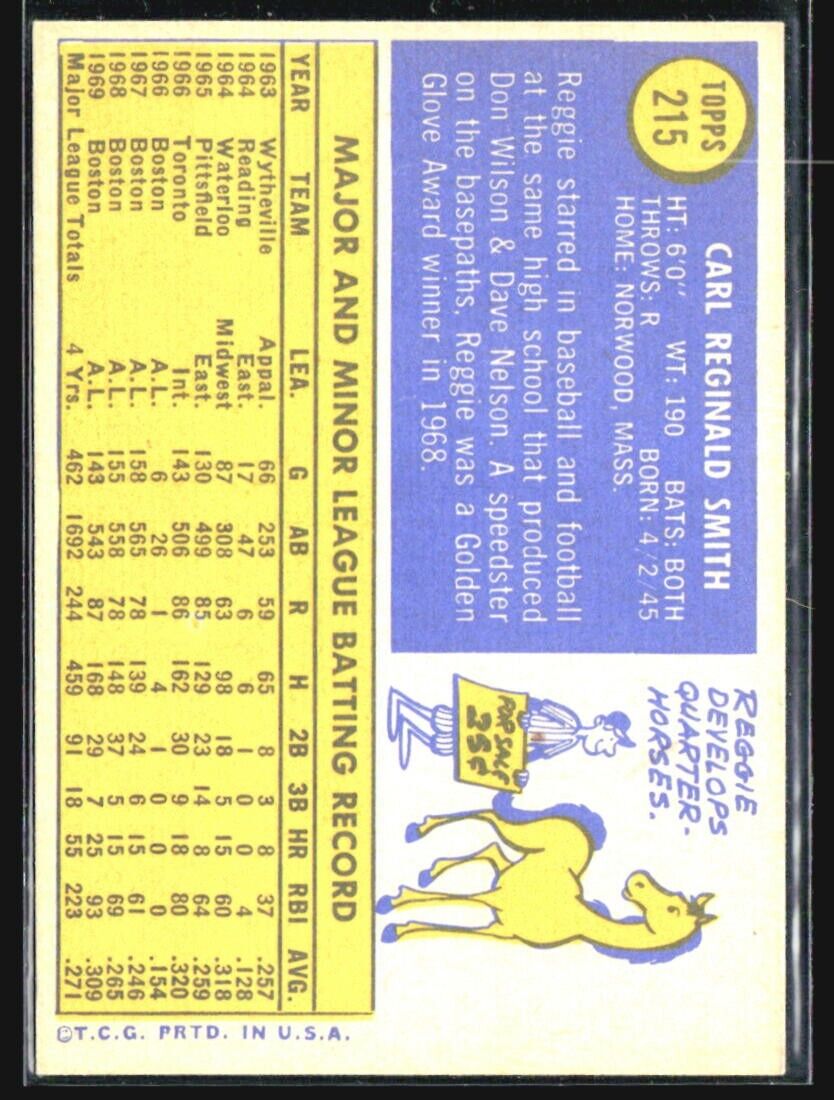 TOPPS
215
CARL REGINALD SMITH
HT: 6'0" WT: 190 BATS: BOTH
THROWS: R BORN: 4/2/45
HOME: NORWOOD, MASS.
Reggie starred in baseball and football
at the same high school that produced
Don Wilson & Dave Nelson. A speedster
on the basepaths, Reggie was a Golden
Glove Award winner in 1968.
REGGIE
DEVELOPS
QUARTER-
HORSES.
FOR SALE
25¢
MAJOR AND MINOR LEAGUE BATTING RECORD
YEAR TEAM LEA. G AB R H 2B 3B HR RBI AVG.
1963 Wytheville Appal. 66 253 59 65 8 3 8 37 .257
1964 Reading East. 17 47 6 6 1 0 0 4 .128
1964 Waterloo Midwest 87 308 63 98 18 5 15 60 .318
1965 Pittsfield East. 130 499 85 129 23 14 8 64 .259
1966 Toronto Int. 143 506 86 162 30 9 18 80 .320
1966 Boston A.L. 6 26 1 4 1 0 0 0 .154
1967 Boston A.L. 158 565 78 139 24 6 15 61 .246
1968 Boston A.L. 155 558 78 148 37 5 15 69 .265
1969 Boston A.L. 143 543 87 168 29 7 25 93 .309
Major League Totals 4 Yrs. 462 1692 244 459 91 18 55 223 .271
©T.C.G. PRTD. IN U.S.A.